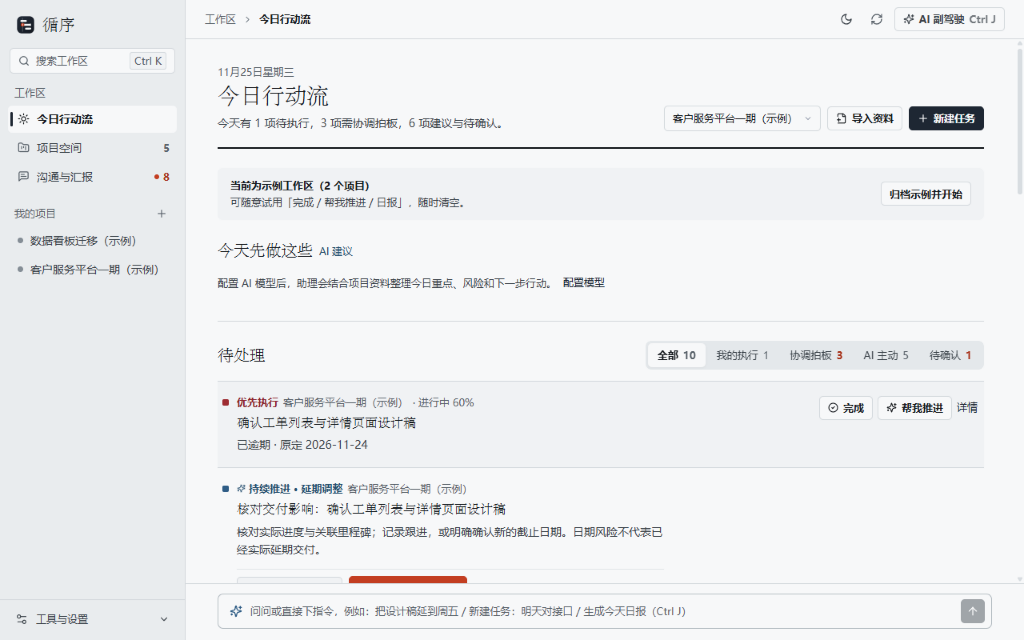 循序
搜索工作区 Ctrl K
工作区
今日行动流
项目空间 5
沟通与汇报 8
我的项目
数据看板迁移（示例）
客户服务平台一期（示例）
工具与设置
工作区 › 今日行动流
AI 副驾驶 Ctrl J
11月25日星期三
今日行动流
今天有 1 项待执行，3 项需协调拍板，6 项建议与待确认。
客户服务平台一期（示例）
导入资料
新建任务
当前为示例工作区（2 个项目）
可随意试用「完成 / 帮我推进 / 日报」，随时清空。
归档示例并开始
今天先做这些 AI 建议
配置 AI 模型后，助理会结合项目资料整理今日重点、风险和下一步行动。 配置模型
待处理
全部 10 我的执行 1 协调拍板 3 AI 主动 5 待确认 1
优先执行 客户服务平台一期（示例） · 进行中 60%
确认工单列表与详情页面设计稿
已逾期 · 原定 2026-11-24
完成 帮我推进 详情
持续推进 • 延期调整 客户服务平台一期（示例）
核对交付影响：确认工单列表与详情页面设计稿
核对实际进度与关联里程碑；记录跟进，或明确确认新的截止日期。日期风险不代表已
经实际延期交付。
问问或直接下指令，例如：把设计稿延到周五 / 新建任务：明天对接口 / 生成今天日报（Ctrl J）